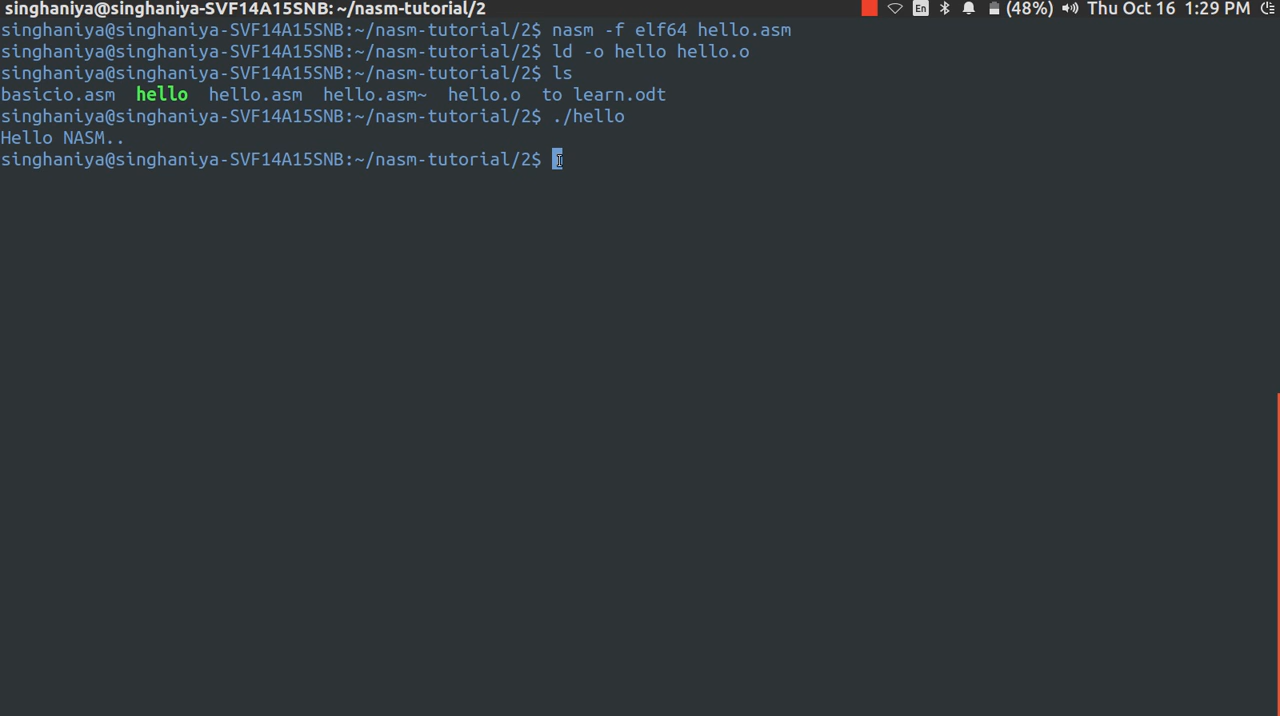 singhaniya@singhaniya-SVF14A15SNB: ~/nasm-tutorial/2 En (48%) Thu Oct 16 1:29 PM
singhaniya@singhaniya-SVF14A15SNB:~/nasm-tutorial/2$ nasm -f elf64 hello.asm
singhaniya@singhaniya-SVF14A15SNB:~/nasm-tutorial/2$ ld -o hello hello.o
singhaniya@singhaniya-SVF14A15SNB:~/nasm-tutorial/2$ ls
basicio.asm  hello  hello.asm  hello.asm~  hello.o  to learn.odt
singhaniya@singhaniya-SVF14A15SNB:~/nasm-tutorial/2$ ./hello
Hello NASM..
singhaniya@singhaniya-SVF14A15SNB:~/nasm-tutorial/2$